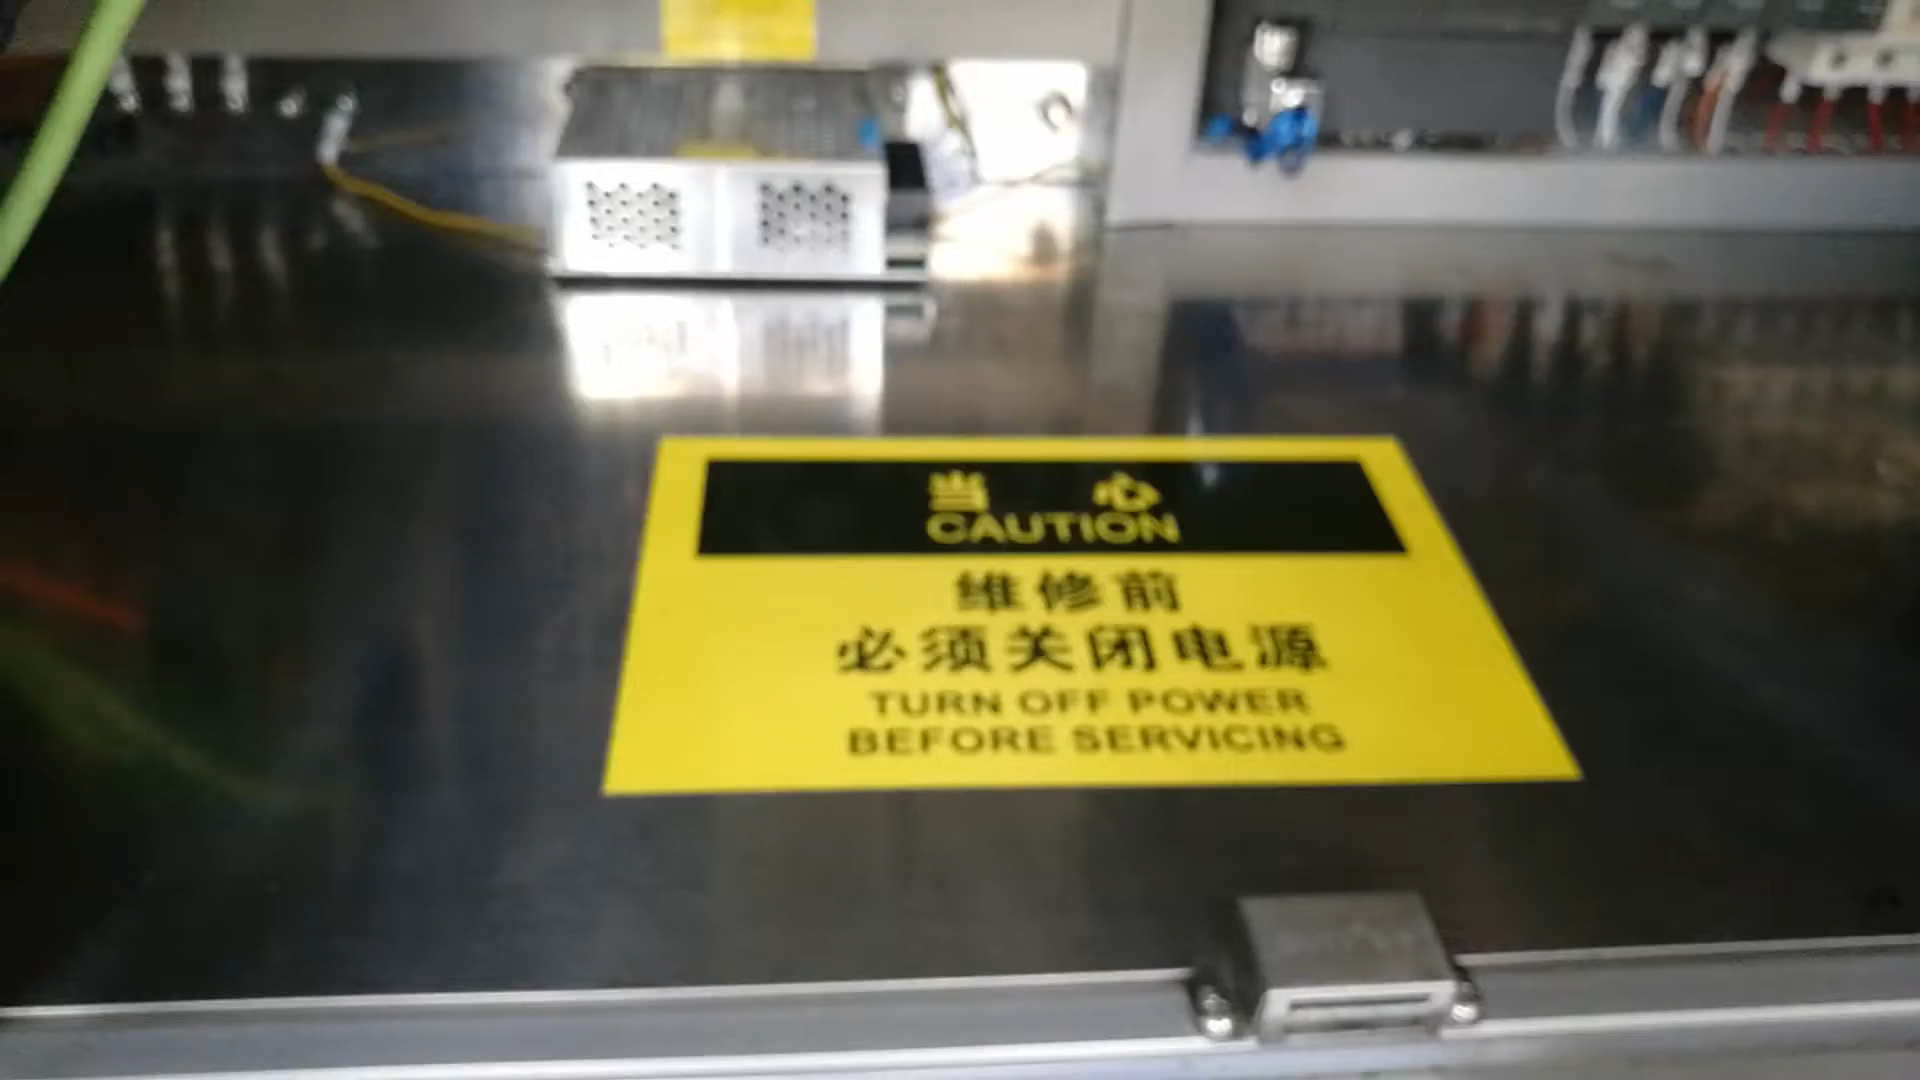 当 心
CAUTION
维修前
必须关闭电源
TURN OFF POWER
BEFORE SERVICING